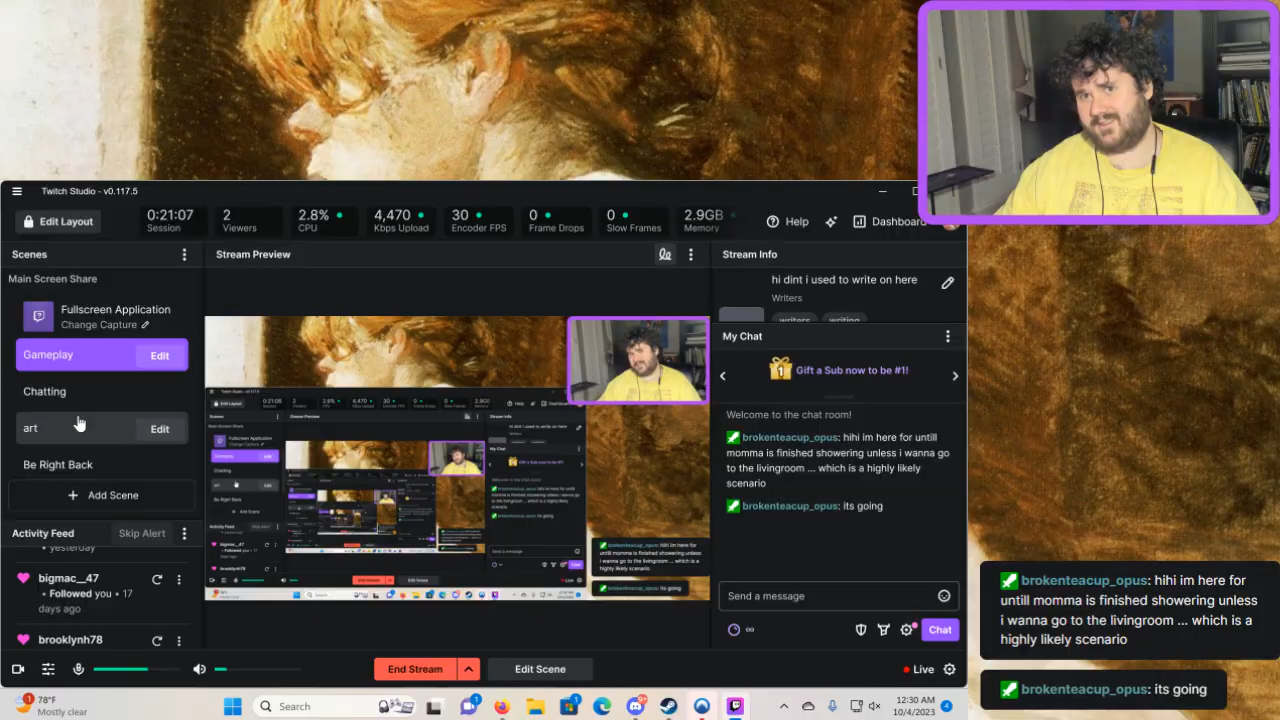 Twitch Studio - v0.117.5
Edit Layout
0:21:07
Session
2
Viewers
2.8%
CPU
4,470
Kbps Upload
30
Encoder FPS
0
Frame Drops
0
Slow Frames
2.9GB
Memory
Help
Dashboard
Scenes
Main Screen Share
Fullscreen Application
Change Capture
Gameplay
Edit
Chatting
art
Edit
Be Right Back
+ Add Scene
Activity Feed
Skip Alert
yesterday
bigmac__47
• Followed you • 17
days ago
brooklynh78
Stream Preview
End Stream
Edit Scene
Stream Info
hi dint i used to write on here
Writers
writers writing
My Chat
1 Gift a Sub now to be #1!
Welcome to the chat room!
brokenteacup_opus: hihi im here for untill
momma is finished showering unless i wanna go
to the livingroom ... which is a highly likely
scenario
brokenteacup_opus: its going
Send a message
∞
Chat
Live
brokenteacup_opus: hihi im here for
untill momma is finished showering unless
i wanna go to the livingroom ... which is a
highly likely scenario
brokenteacup_opus: its going
1
78°F
Mostly clear
Search
1
9+
12:30 AM
10/4/2023
4